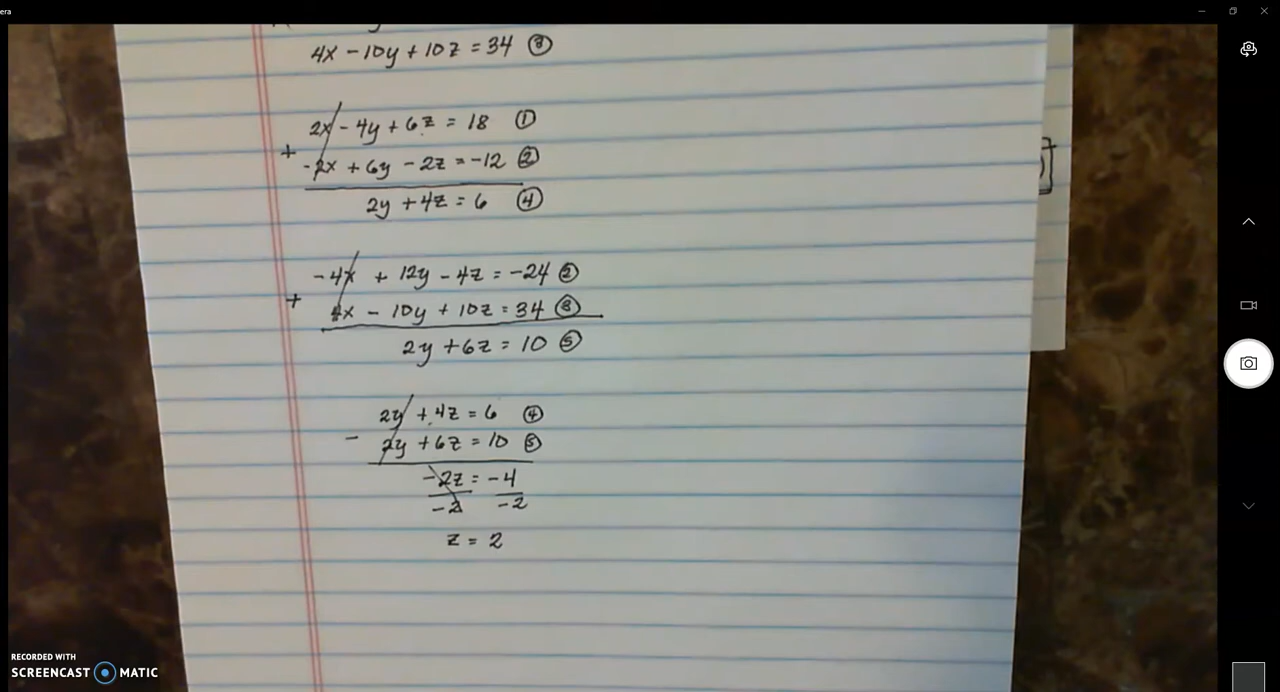 era
4x - 10y + 10z = 34 ③
2x - 4y + 6z = 18 ①
+ -2x + 6y - 2z = -12 ②
2y + 4z = 6 ④
-4x + 12y - 4z = -24 ②
+ 4x - 10y + 10z = 34 ③
2y + 6z = 10 ⑤
2y + 4z = 6 ④
- 2y + 6z = 10 ⑤
-2z = -4
-2 -2
z = 2
RECORDED WITH
SCREENCAST MATIC